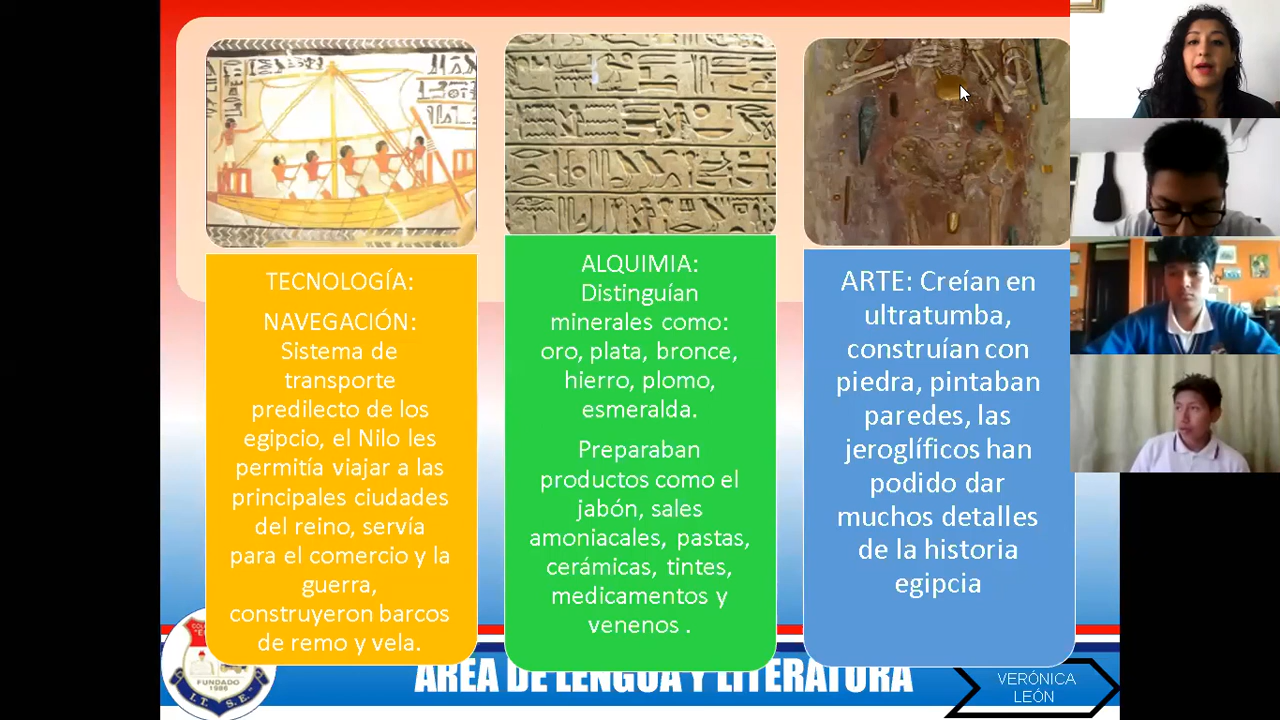 TECNOLOGÍA:
NAVEGACIÓN:
Sistema de
transporte
predilecto de los
egipcio, el Nilo les
permitía viajar a las
principales ciudades
del reino, servía
para el comercio y la
guerra,
construyeron barcos
de remo y vela.
ALQUIMIA:
Distinguían
minerales como:
oro, plata, bronce,
hierro, plomo,
esmeralda.
Preparaban
productos como el
jabón, sales
amoniacales, pastas,
cerámicas, tintes,
medicamentos y
venenos .
ARTE: Creían en
ultratumba,
construían con
piedra, pintaban
paredes, las
jeroglíficos han
podido dar
muchos detalles
de la historia
egipcia
FUNDADO
1986
I.T. S.E.
ÁREA DE LENGUA Y LITERATURA
VERÓNICA
LEÓN